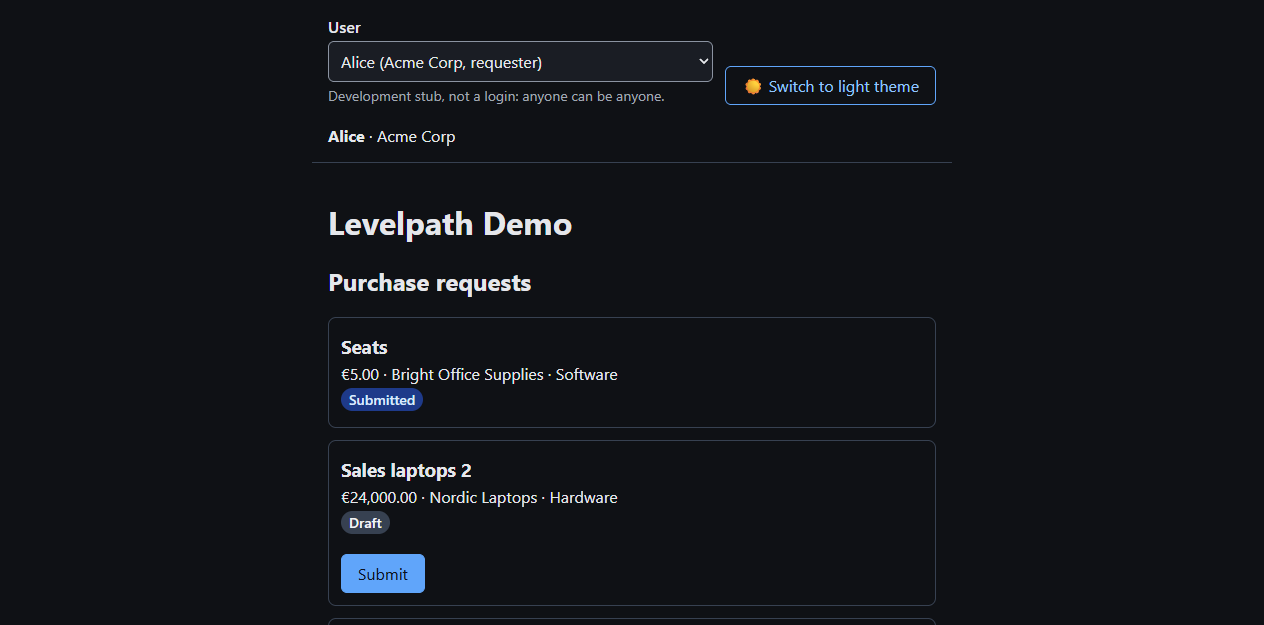 User
Alice (Acme Corp, requester)
Switch to light theme
Development stub, not a login: anyone can be anyone.
Alice · Acme Corp
Levelpath Demo
Purchase requests
Seats
€5.00 · Bright Office Supplies · Software
Submitted
Sales laptops 2
€24,000.00 · Nordic Laptops · Hardware
Draft
Submit